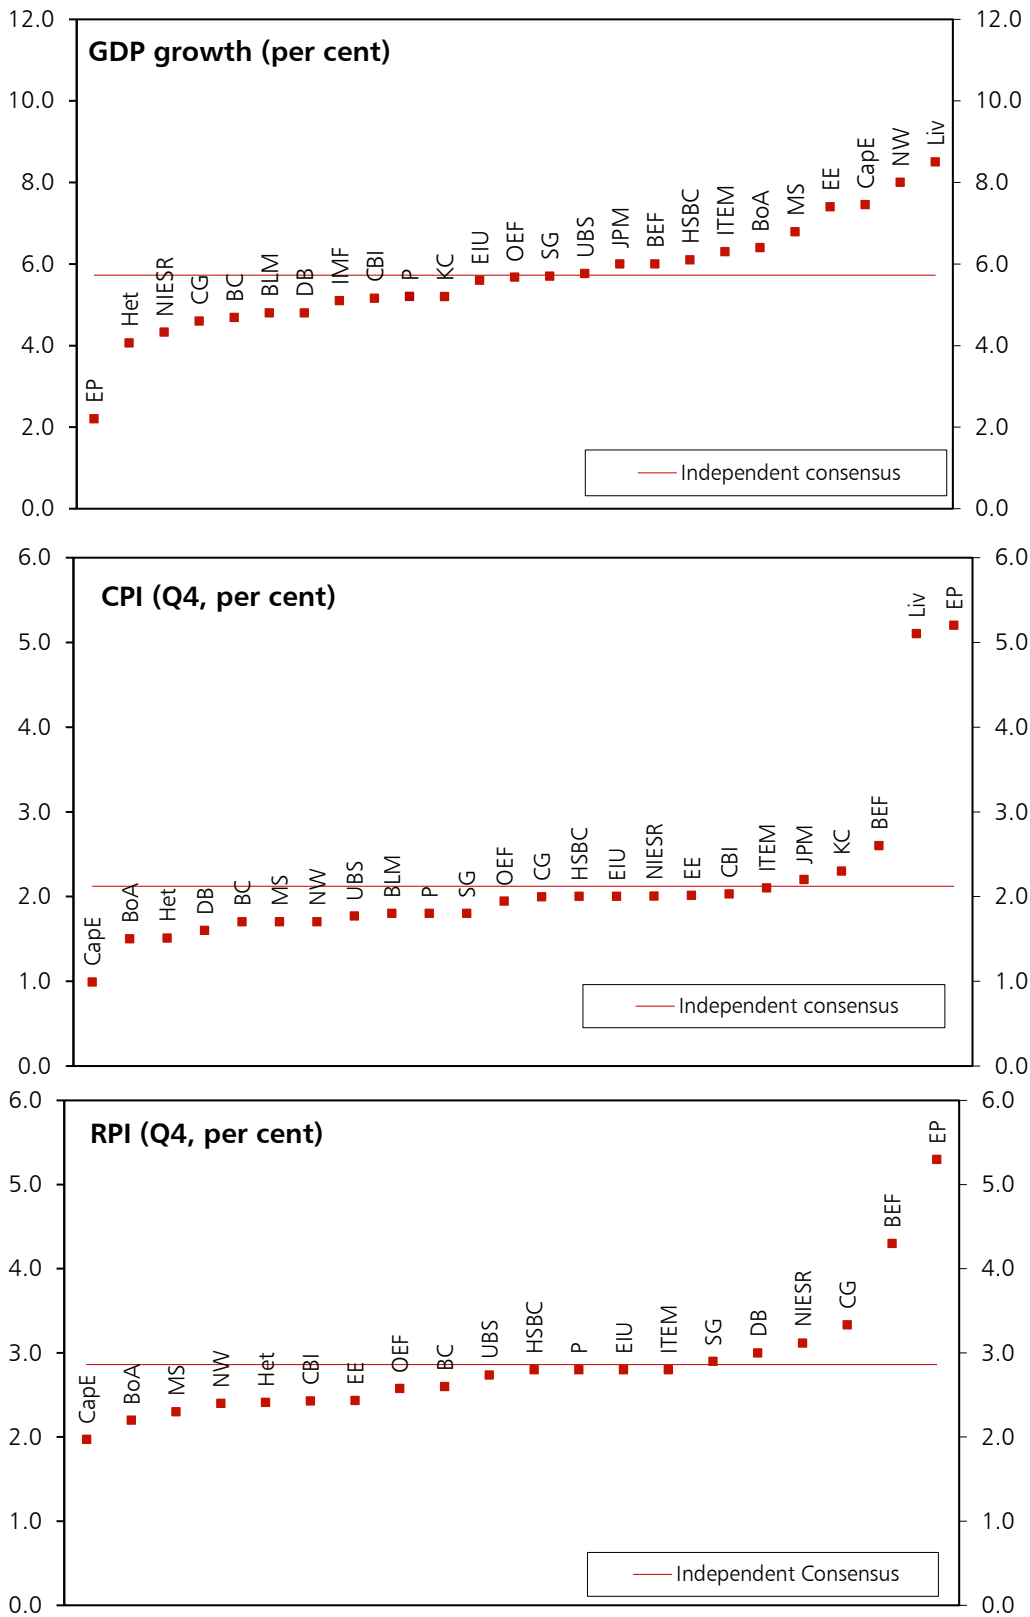 GDP growth (per cent)
12.0 12.0
10.0 10.0
8.0 8.0
6.0 6.0
4.0 4.0
2.0 2.0
0.0 0.0
EP
Het
NIESR
CG
BC
BLM
DB
IMF
CBI
P
KC
EIU
OEF
SG
UBS
JPM
BEF
HSBC
ITEM
BoA
MS
EE
CapE
NW
Liv
Independent consensus
CPI (Q4, per cent)
6.0 6.0
5.0 5.0
4.0 4.0
3.0 3.0
2.0 2.0
1.0 1.0
0.0 0.0
CapE
BoA
Het
DB
BC
MS
NW
UBS
BLM
P
SG
OEF
CG
HSBC
EIU
NIESR
EE
CBI
ITEM
JPM
KC
BEF
Liv
EP
Independent consensus
RPI (Q4, per cent)
6.0 6.0
5.0 5.0
4.0 4.0
3.0 3.0
2.0 2.0
1.0 1.0
0.0 0.0
CapE
BoA
MS
NW
Het
CBI
EE
OEF
BC
UBS
HSBC
P
EIU
ITEM
SG
DB
NIESR
CG
BEF
EP
Independent Consensus